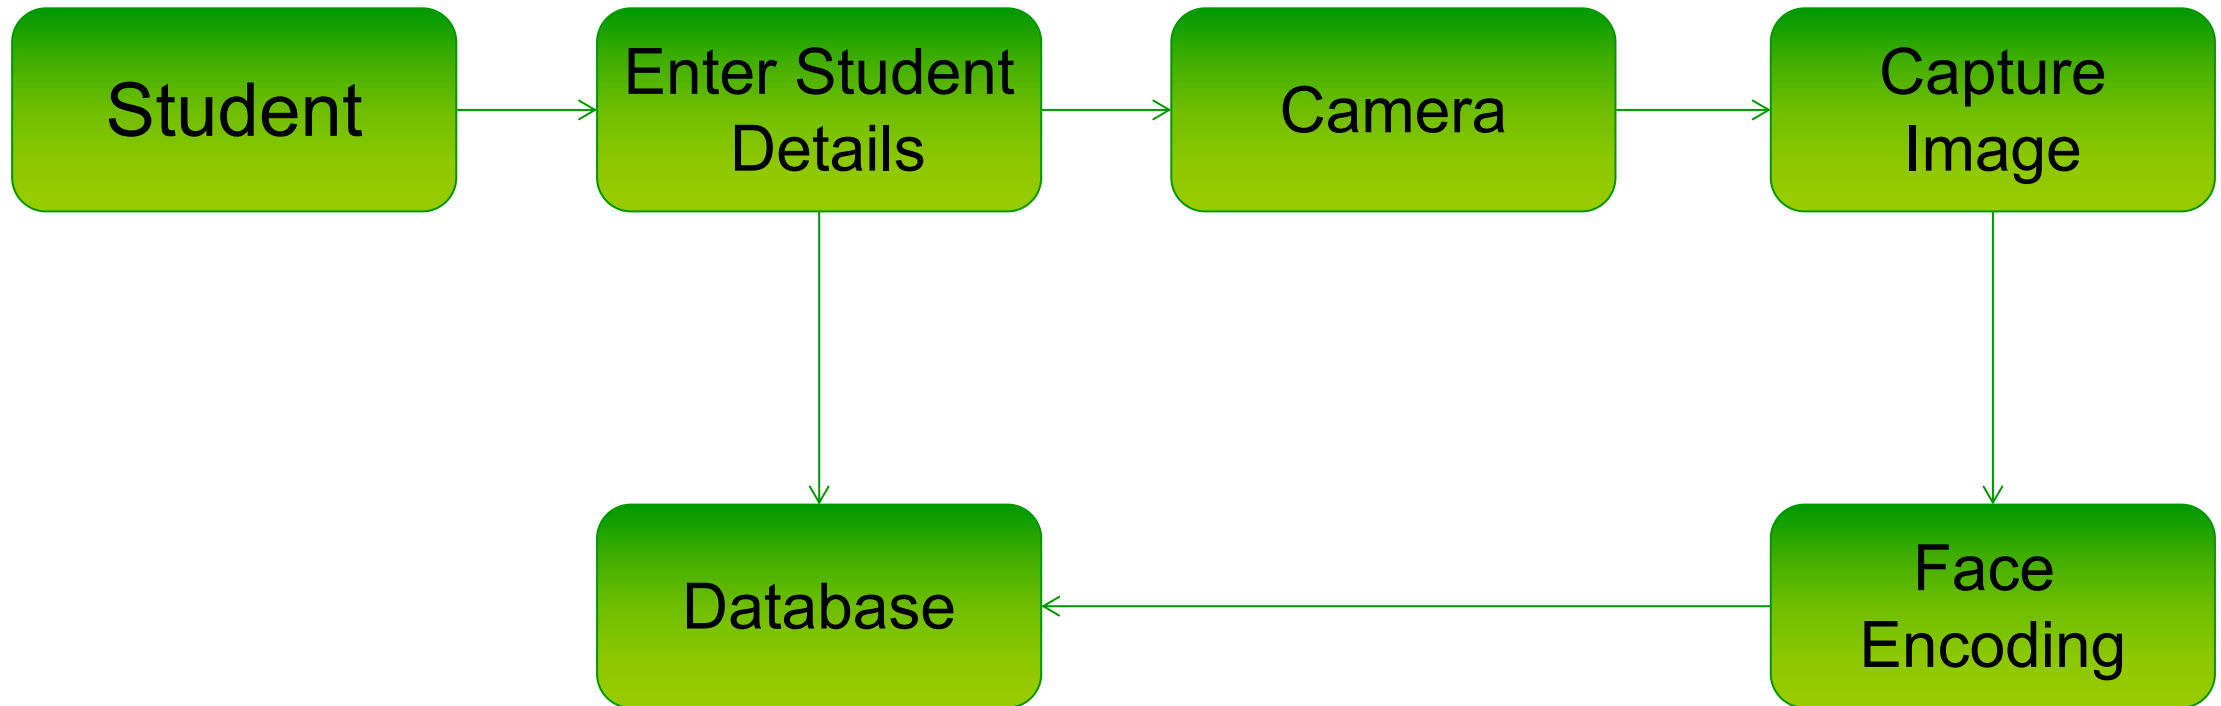 Student
Enter Student
Details
Camera
Capture
Image
Database
Face
Encoding